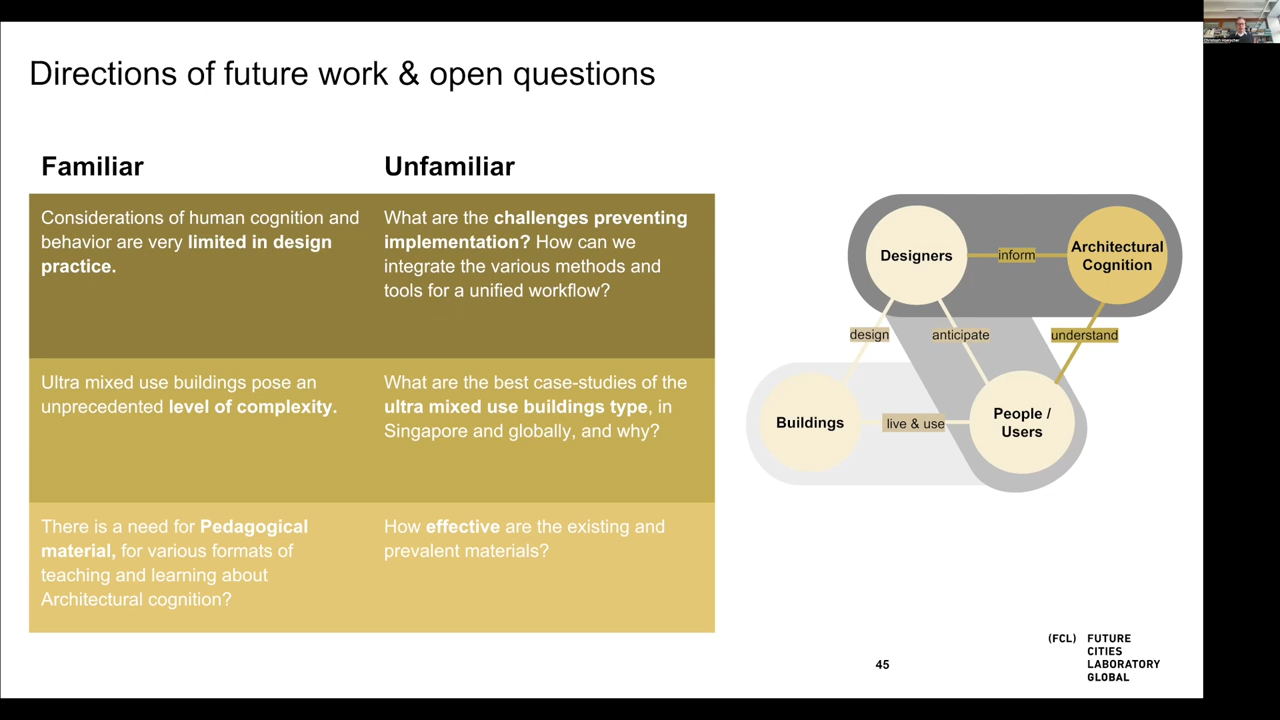 Directions of future work & open questions
Familiar
Unfamiliar
Considerations of human cognition and
behavior are very limited in design
practice.
What are the challenges preventing
implementation? How can we
integrate the various methods and
tools for a unified workflow?
Ultra mixed use buildings pose an
unprecedented level of complexity.
What are the best case-studies of the
ultra mixed use buildings type, in
Singapore and globally, and why?
There is a need for Pedagogical
material, for various formats of
teaching and learning about
Architectural cognition?
How effective are the existing and
prevalent materials?
Designers
inform
Architectural
Cognition
design
anticipate
understand
Buildings
live & use
People /
Users
45
(FCL) FUTURE
CITIES
LABORATORY
GLOBAL